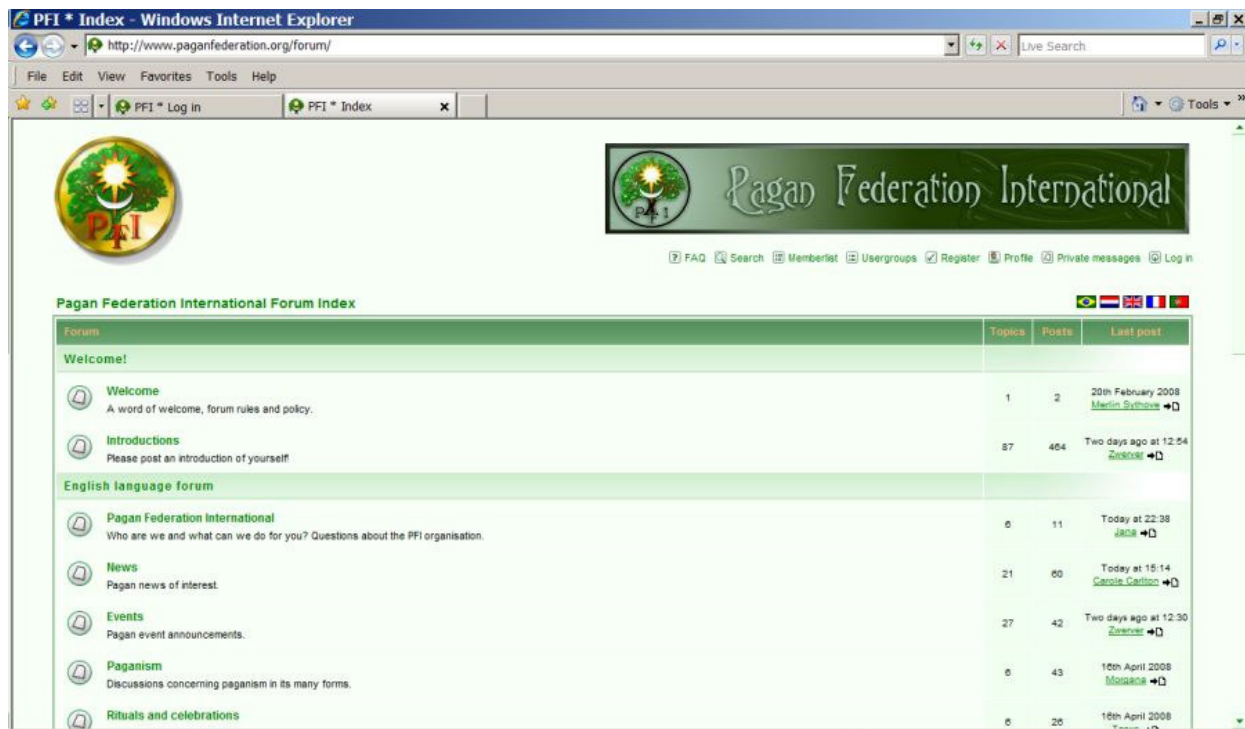 PFI * Index - Windows Internet Explorer
http://www.paganfederation.org/forum/
Live Search
File Edit View Favorites Tools Help
PFI * Log in
PFI * Index
Tools
PFI
PFI
Pagan Federation International
FAQ Search Memberlist Usergroups Register Profile Private messages Log in
Pagan Federation International Forum Index
Forum Topics Posts Last post
Welcome!
Welcome
A word of welcome, forum rules and policy.
1 2
20th February 2008
Merlin Sythove
Introductions
Please post an introduction of yourself!
87 464
Two days ago at 12:54
Zwerver
English language forum
Pagan Federation International
Who are we and what can we do for you? Questions about the PFI organisation.
6 11
Today at 22:38
Jana
News
Pagan news of interest.
21 60
Today at 15:14
Carole Carlton
Events
Pagan event announcements.
27 42
Two days ago at 12:30
Zwerver
Paganism
Discussions concerning paganism in its many forms.
6 43
16th April 2008
Morgana
Rituals and celebrations
6 26
16th April 2008